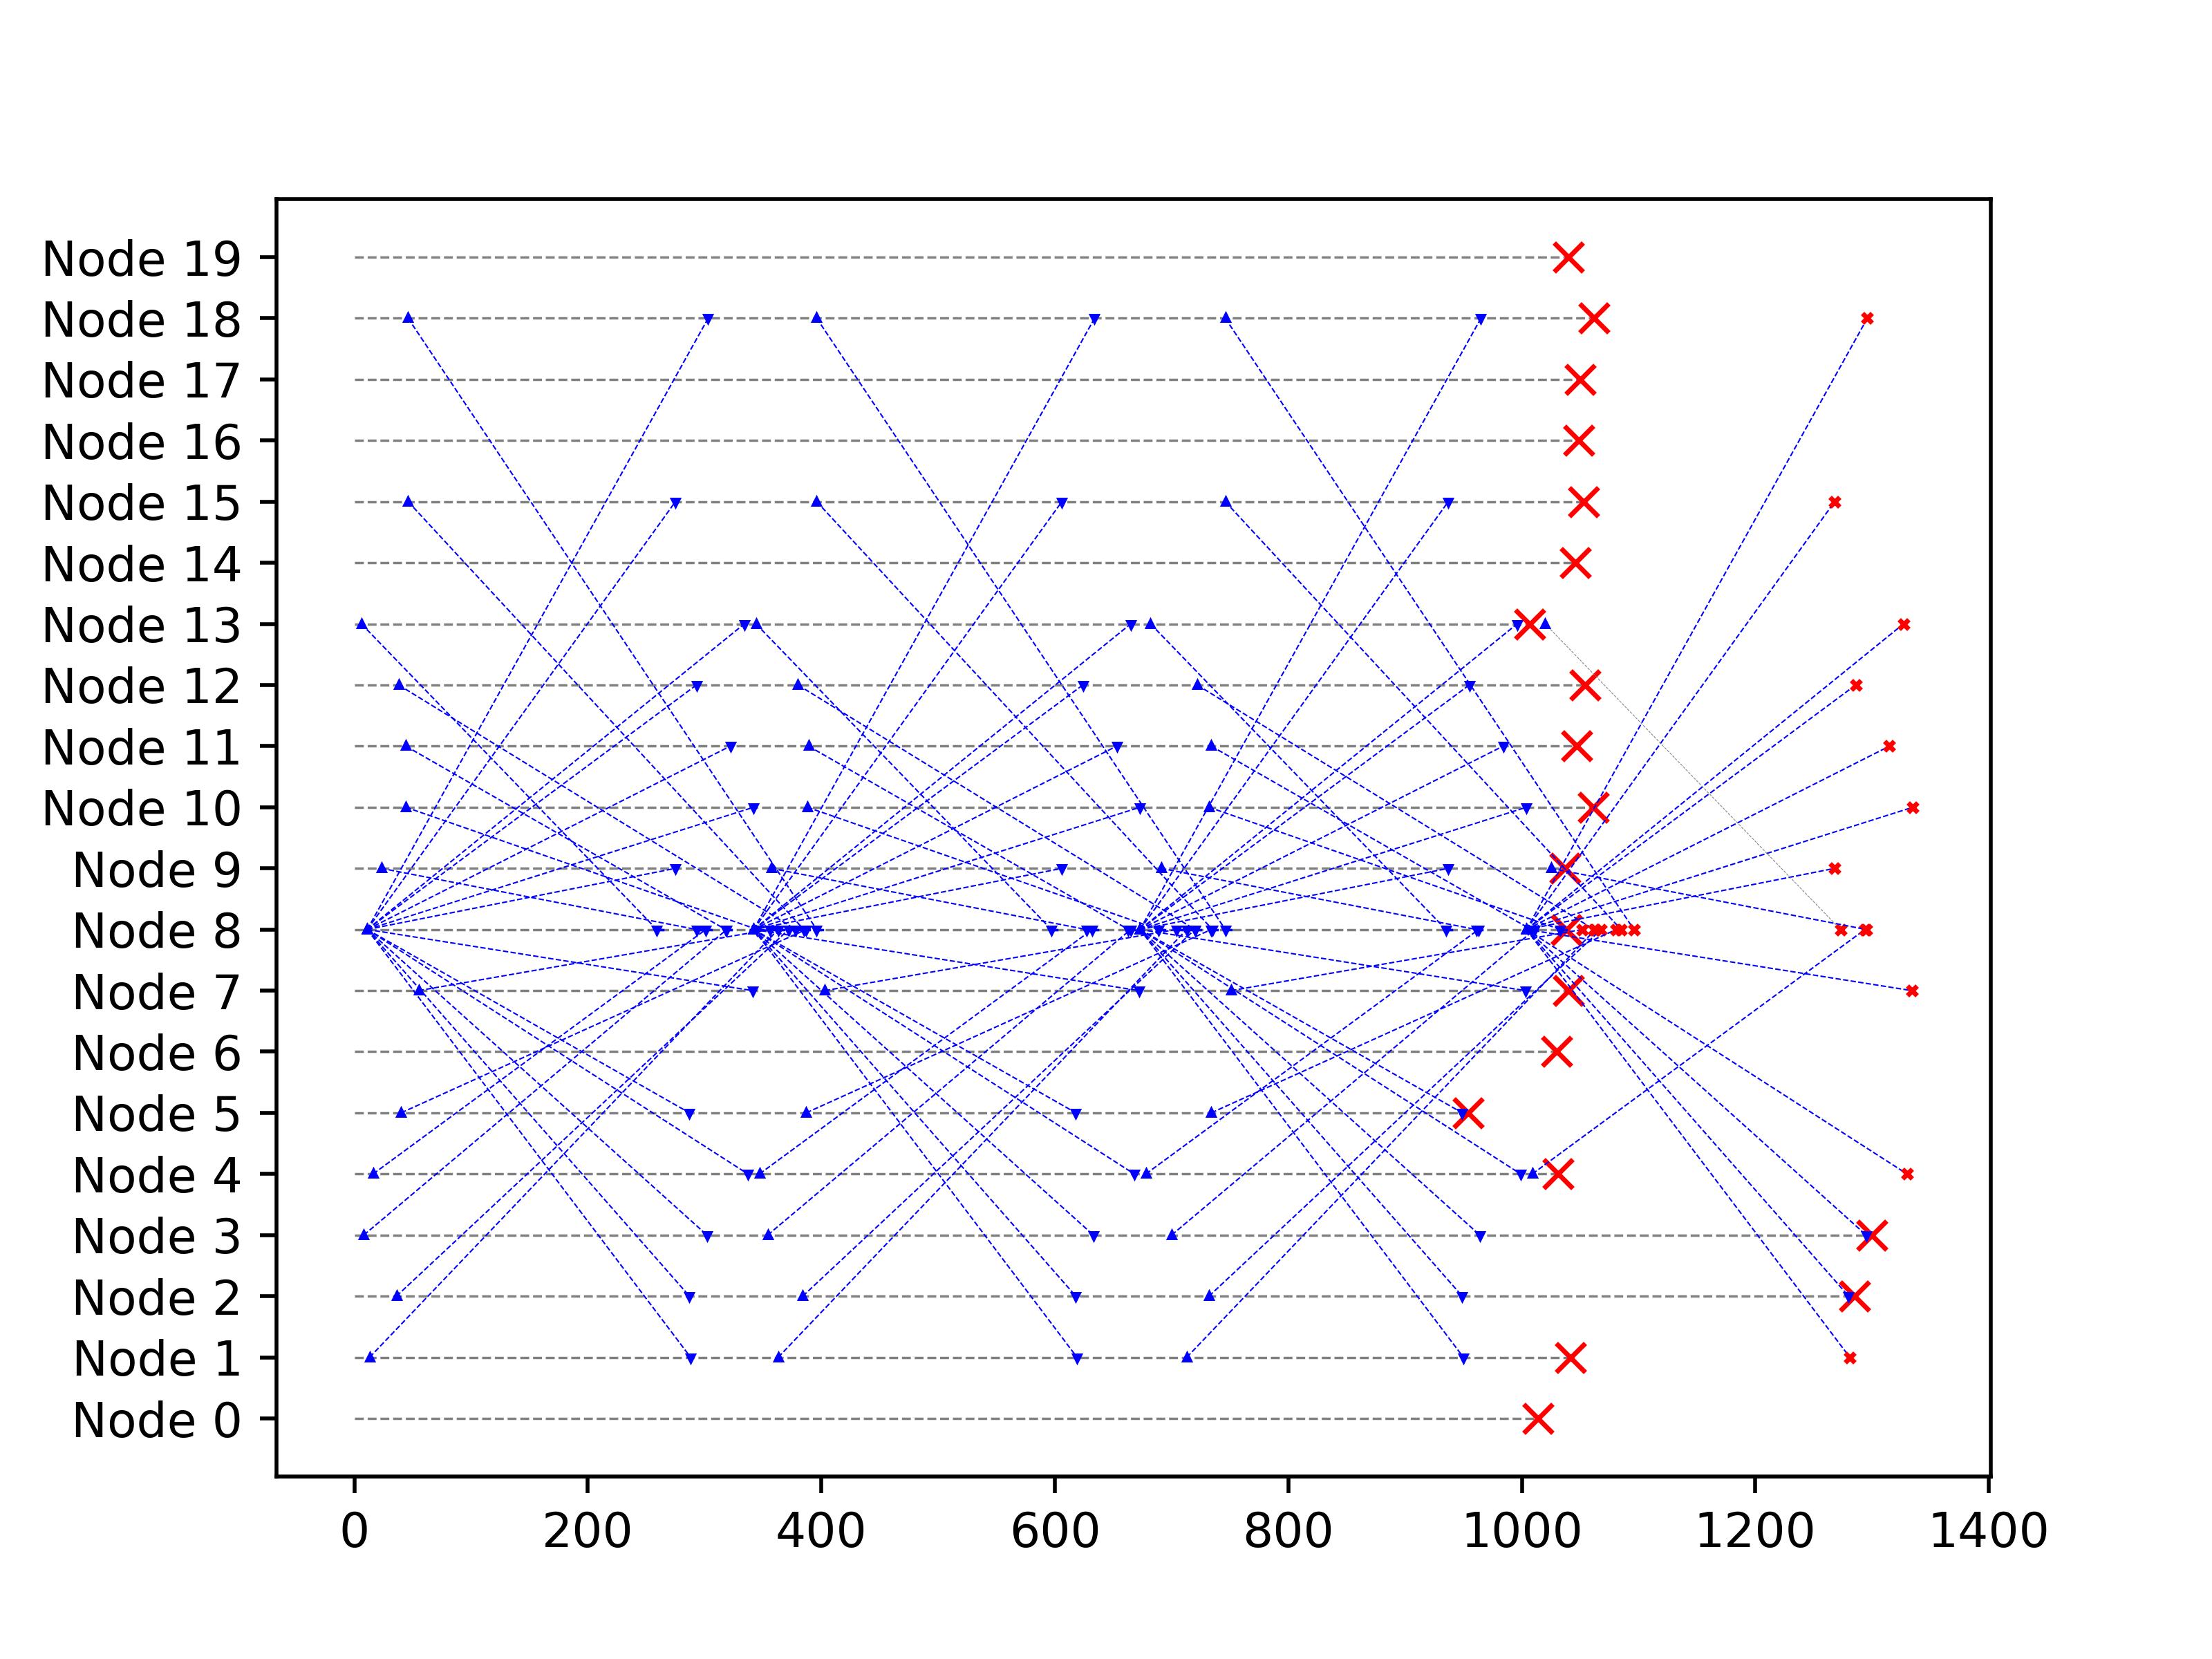 Node 19
Node 18
Node 17
Node 16
Node 15
Node 14
Node 13
Node 12
Node 11
Node 10
Node 9
Node 8
Node 7
Node 6
Node 5
Node 4
Node 3
Node 2
Node 1
Node 0
0 200 400 600 800 1000 1200 1400